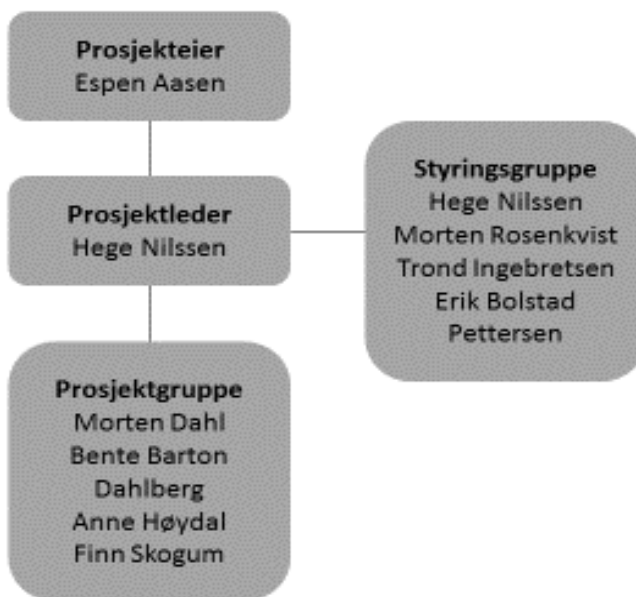 Prosjekteier
Espen Aasen
Prosjektleder
Hege Nilssen
Styringsgruppe
Hege Nilssen
Morten Rosenkvist
Trond Ingebretsen
Erik Bolstad
Pettersen
Prosjektgruppe
Morten Dahl
Bente Barton
Dahlberg
Anne Høydal
Finn Skogum